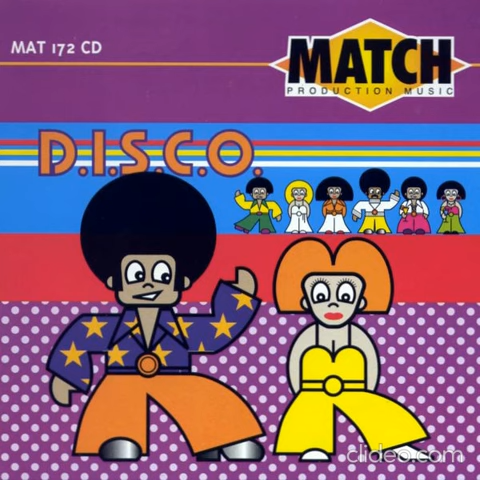 MAT 172 CD
MATCH
PRODUCTION MUSIC
D.I.S.C.O.
clideo.com